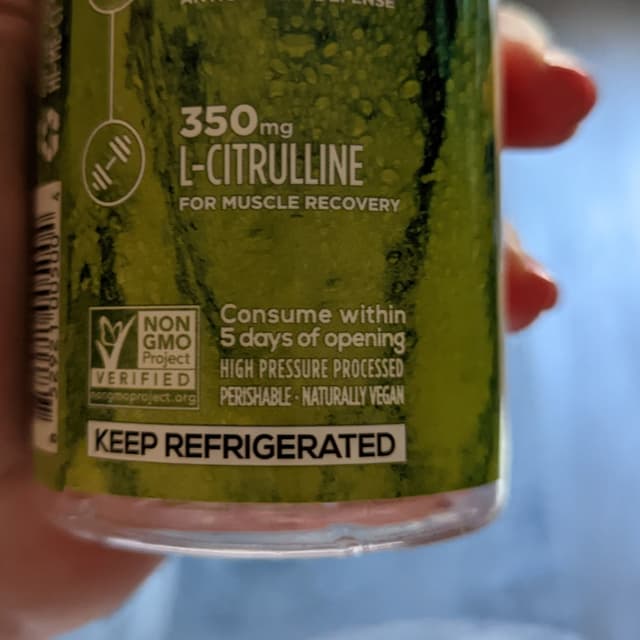 DEFENSE
350mg
L-CITRULLINE
FOR MUSCLE RECOVERY
NON
GMO
Project
VERIFIED
nongmoproject.org
Consume within
5 days of opening
HIGH PRESSURE PROCESSED
PERISHABLE · NATURALLY VEGAN
KEEP REFRIGERATED